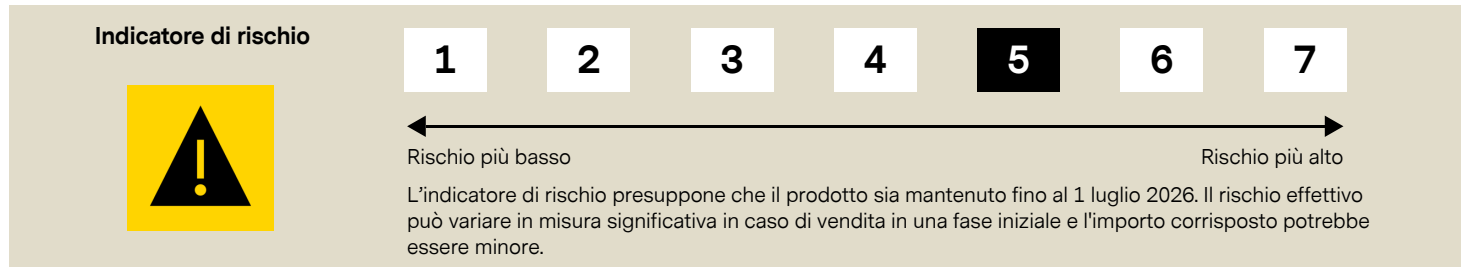 Indicatore di rischio
1 2 3 4 5 6 7
Rischio più basso
Rischio più alto
L'indicatore di rischio presuppone che il prodotto sia mantenuto fino al 1 luglio 2026. Il rischio effettivo
può variare in misura significativa in caso di vendita in una fase iniziale e l'importo corrisposto potrebbe
essere minore.